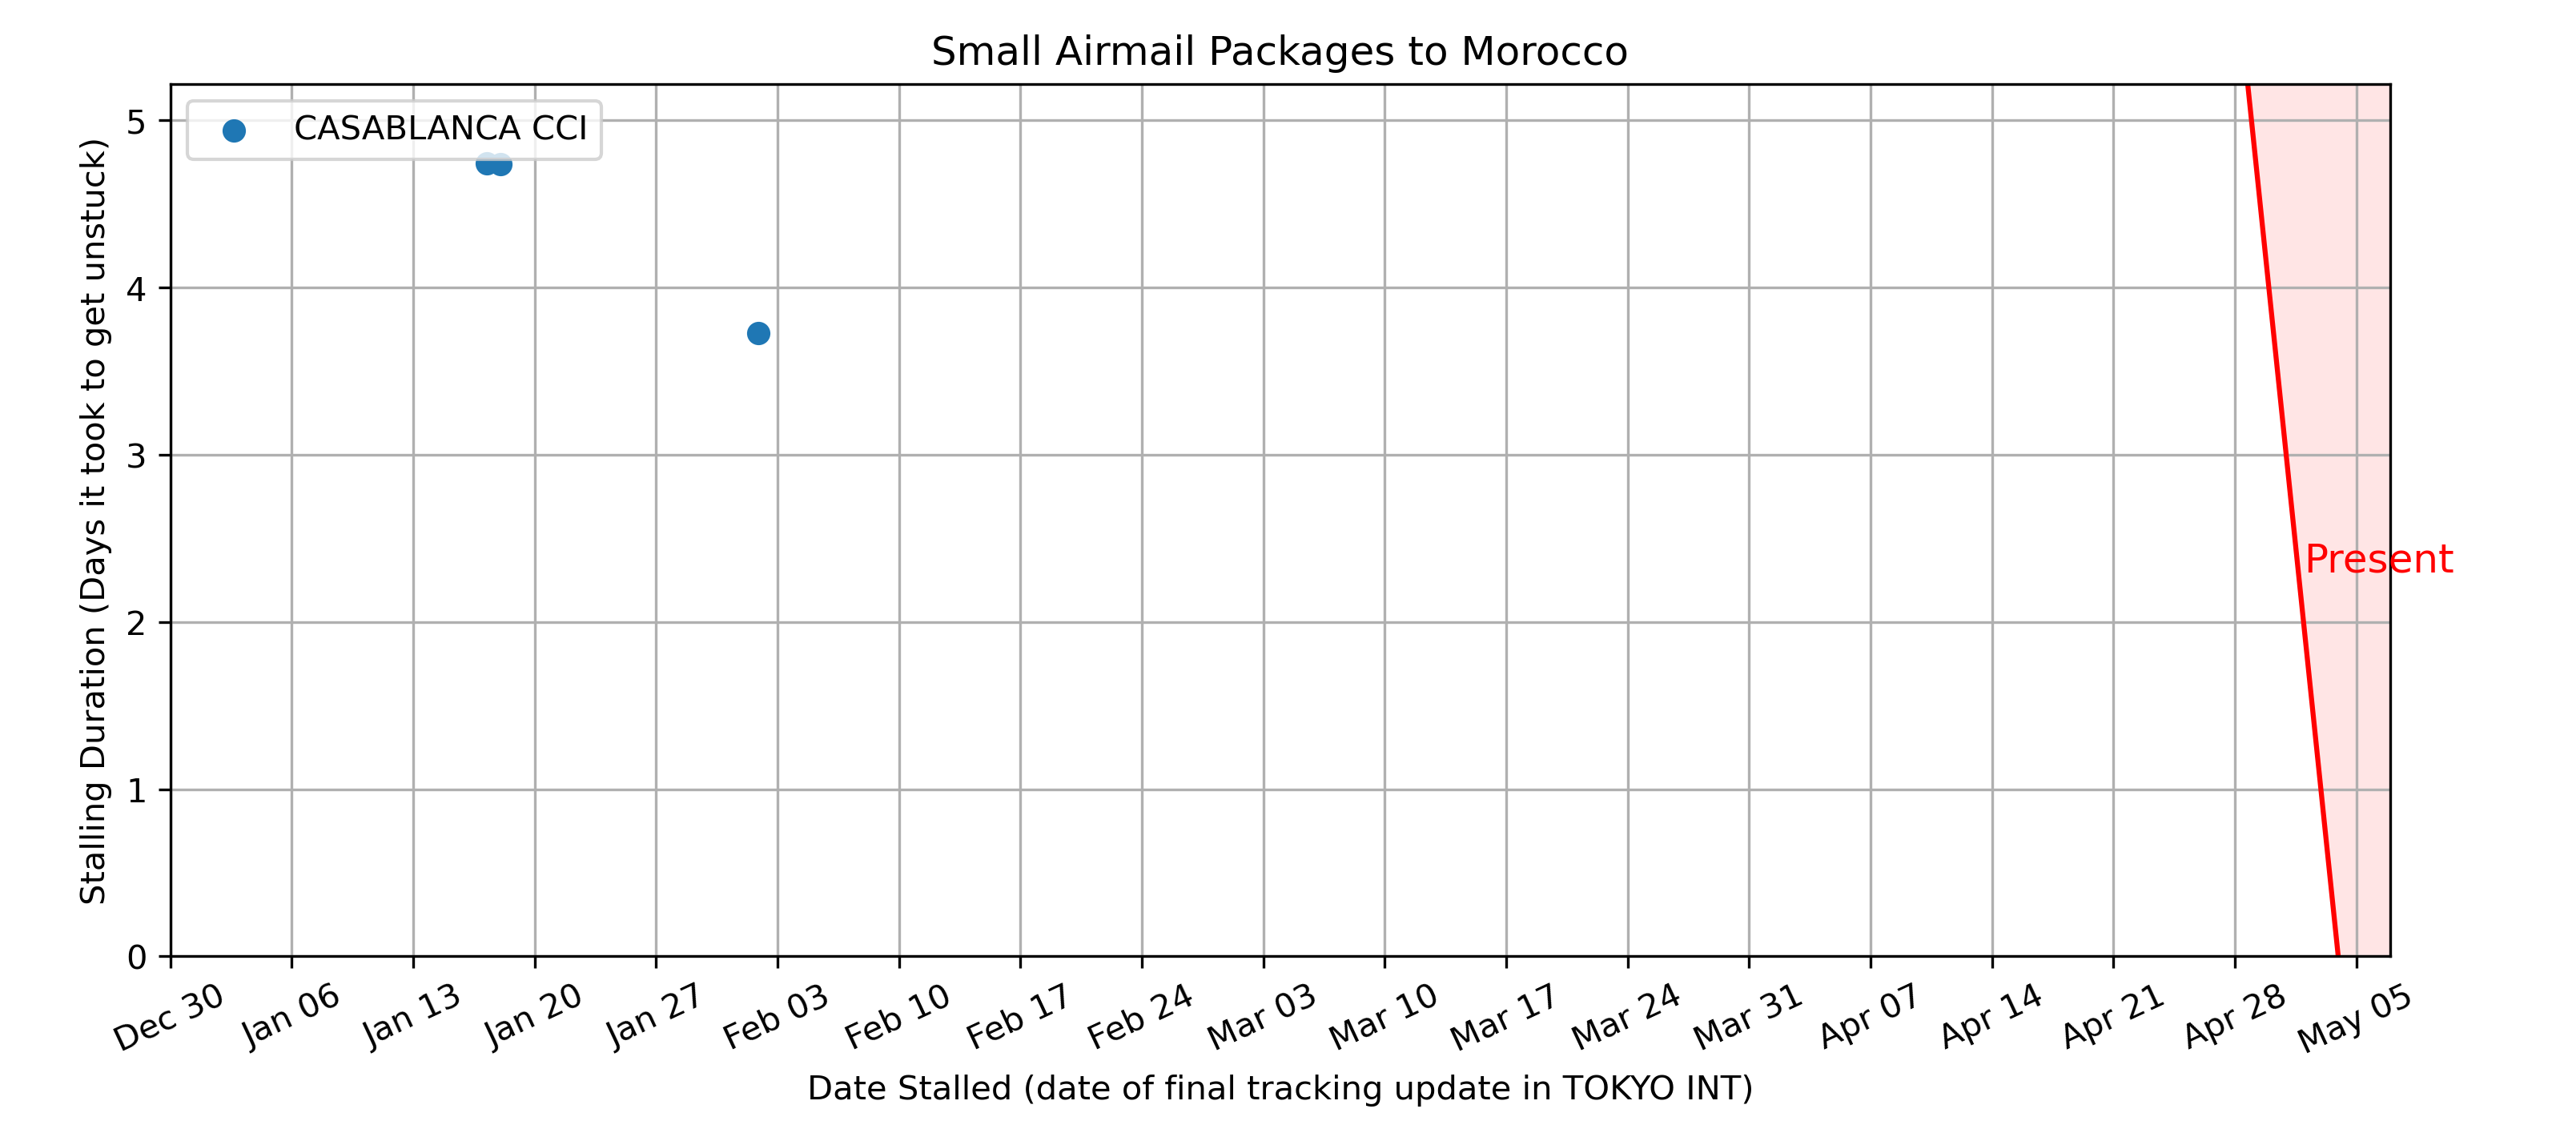 Small Airmail Packages to Morocco
CASABLANCA CCI
Stalling Duration (Days it took to get unstuck)
5
4
3
2
1
0
Present
Dec 30 Jan 06 Jan 13 Jan 20 Jan 27 Feb 03 Feb 10 Feb 17 Feb 24 Mar 03 Mar 10 Mar 17 Mar 24 Mar 31 Apr 07 Apr 14 Apr 21 Apr 28 May 05
Date Stalled (date of final tracking update in TOKYO INT)